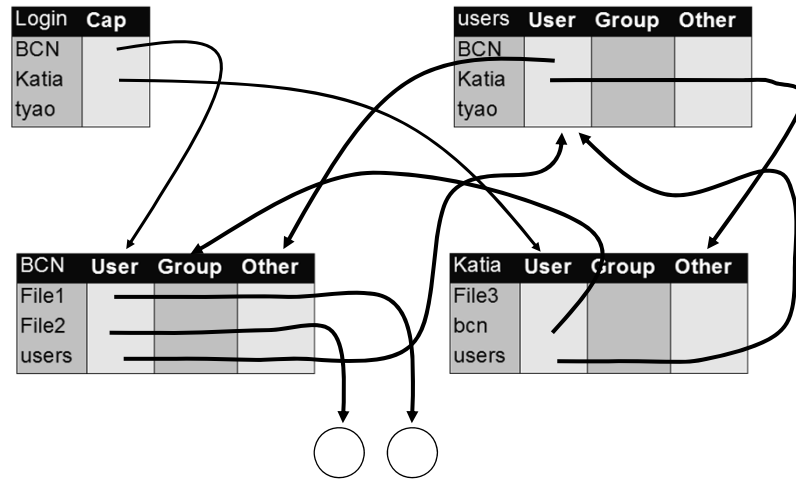 Login Cap
BCN
Katia
tyao
users User Group Other
BCN
Katia
tyao
BCN User Group Other
File1
File2
users
Katia User Group Other
File3
bcn
users